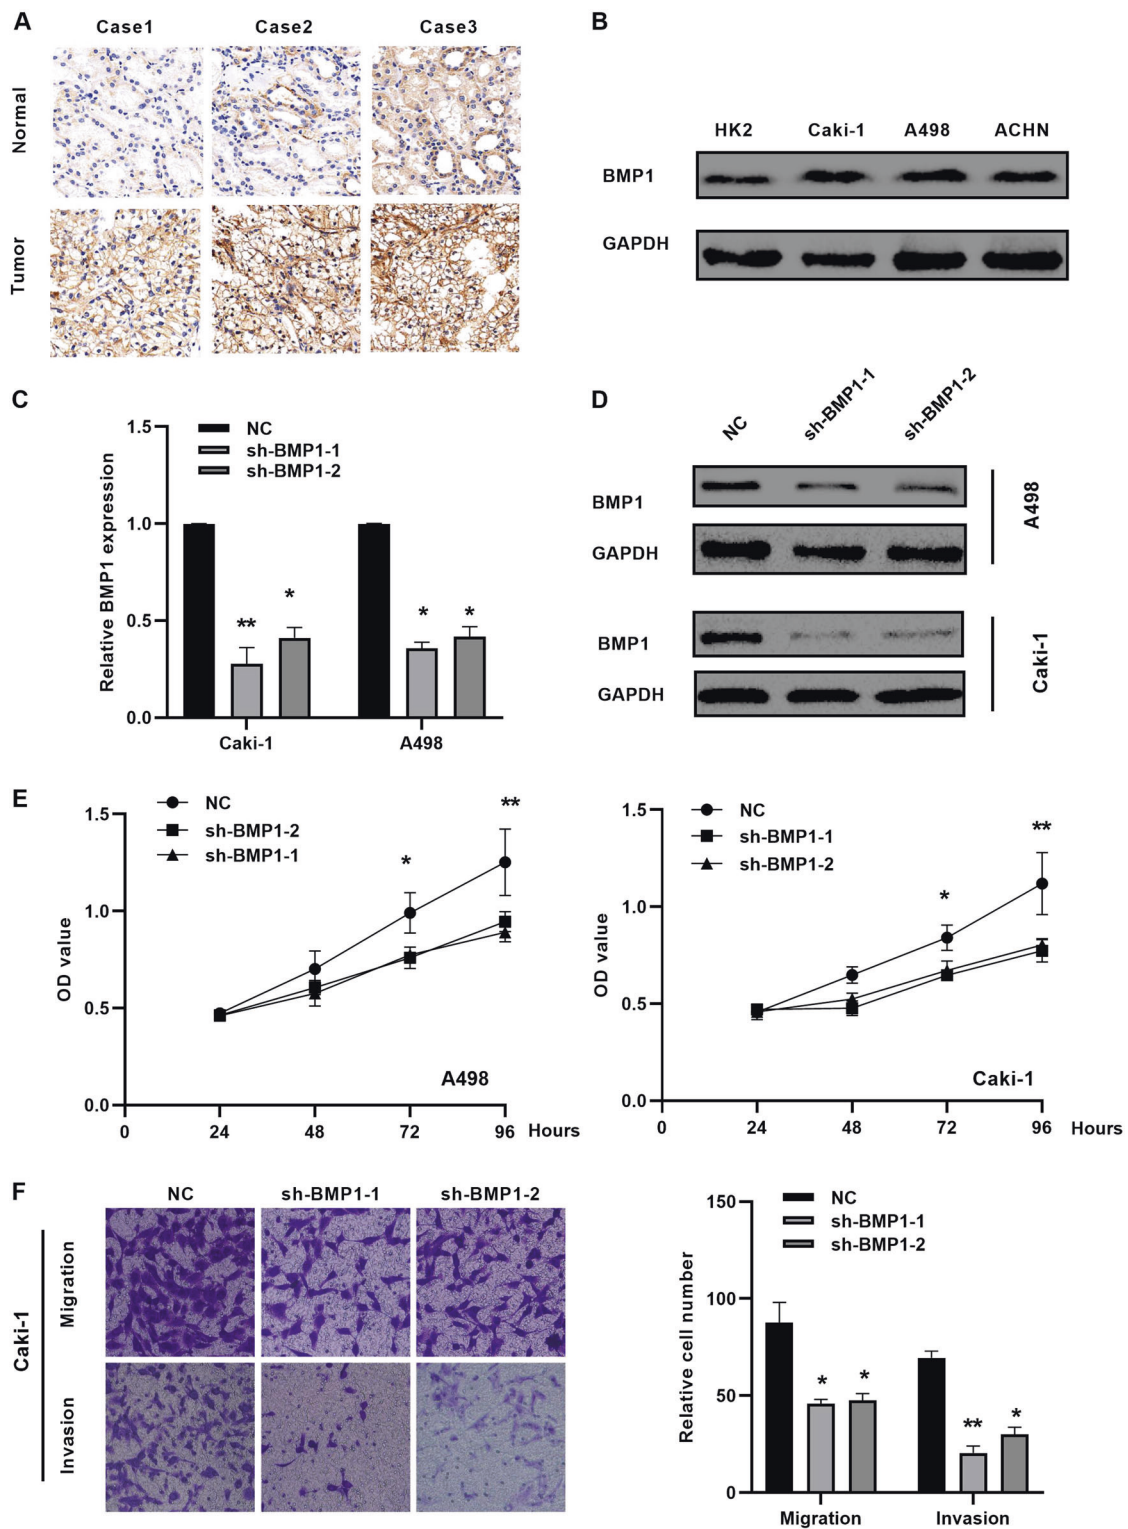 A
Case1 Case2 Case3
Normal
Tumor
B
HK2 Caki-1 A498 ACHN
BMP1
GAPDH
C
NC
sh-BMP1-1
sh-BMP1-2
Relative BMP1 expression
1.5
1.0
** * * *
0.5
0.0
Caki-1 A498
D
NC sh-BMP1-1 sh-BMP1-2
BMP1
GAPDH
A498
BMP1
GAPDH
Caki-1
E
NC
sh-BMP1-2
sh-BMP1-1
OD value
1.5
1.0
0.5
0.0
* **
A498
0 24 48 72 96 Hours
NC
sh-BMP1-1
sh-BMP1-2
OD value
1.5
1.0
0.5
0.0
* **
Caki-1
0 24 48 72 96 Hours
F
NC sh-BMP1-1 sh-BMP1-2
Caki-1
Migration
Invasion
NC
sh-BMP1-1
sh-BMP1-2
Relative cell number
150
100
50
0
* * ** *
Migration Invasion